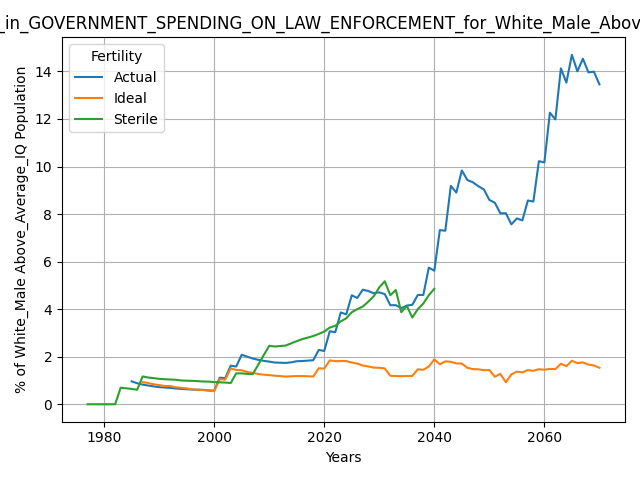 _in_GOVERNMENT_SPENDING_ON_LAW_ENFORCEMENT_for_White_Male_Abov
Fertility
Actual
Ideal
Sterile
% of White_Male Above_Average_IQ Population
14
12
10
8
6
4
2
0
1980 2000 2020 2040 2060
Years